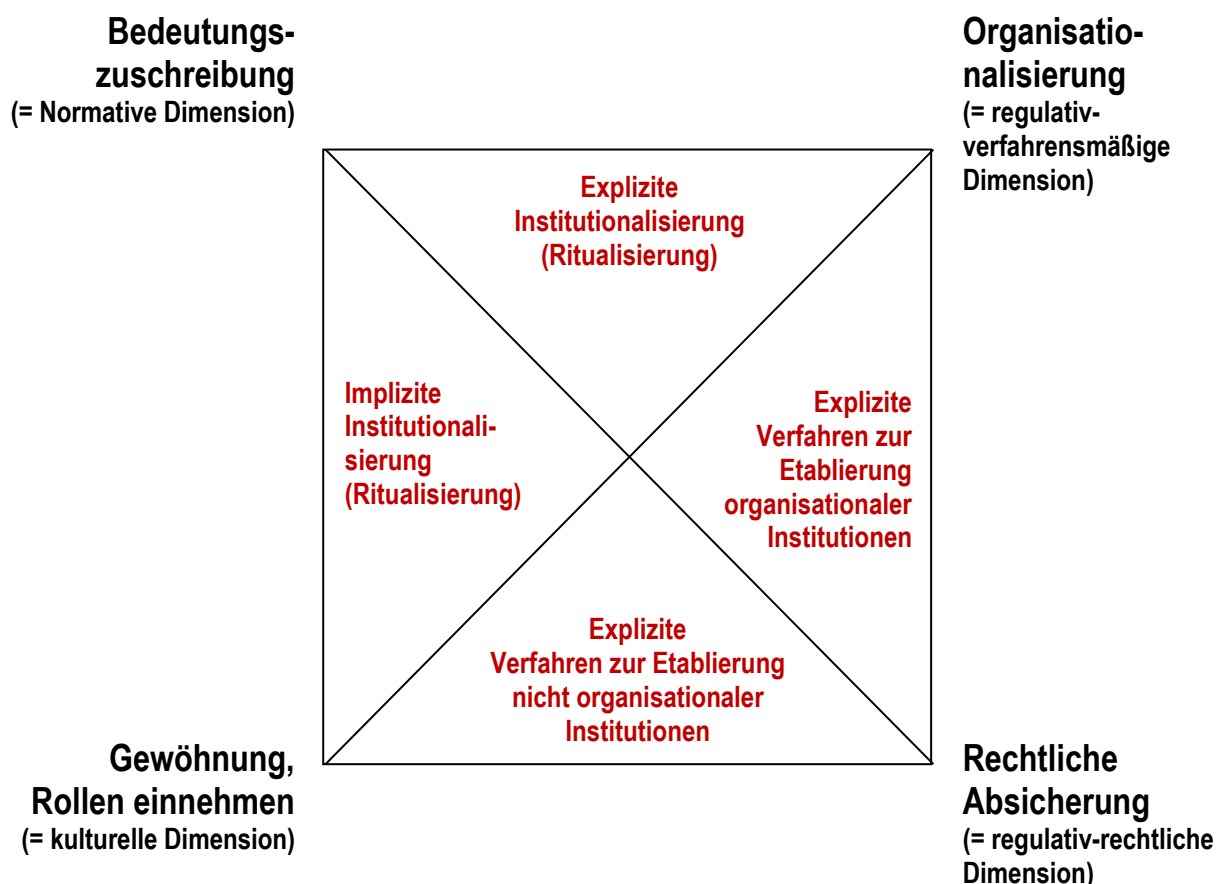 Bedeutungs-
zuschreibung
(= Normative Dimension)
Organisatio-
nalisierung
(= regulativ-
verfahrensmäßige
Dimension)
Explizite
Institutionalisierung
(Ritualisierung)
Implizite
Institutionali-
sierung
(Ritualisierung)
Explizite
Verfahren zur
Etablierung
organisationaler
Institutionen
Explizite
Verfahren zur Etablierung
nicht organisationaler
Institutionen
Gewöhnung,
Rollen einnehmen
(= kulturelle Dimension)
Rechtliche
Absicherung
(= regulativ-rechtliche
Dimension)